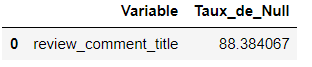 Variable Taux_de_Null
0 review_comment_title 88.384067